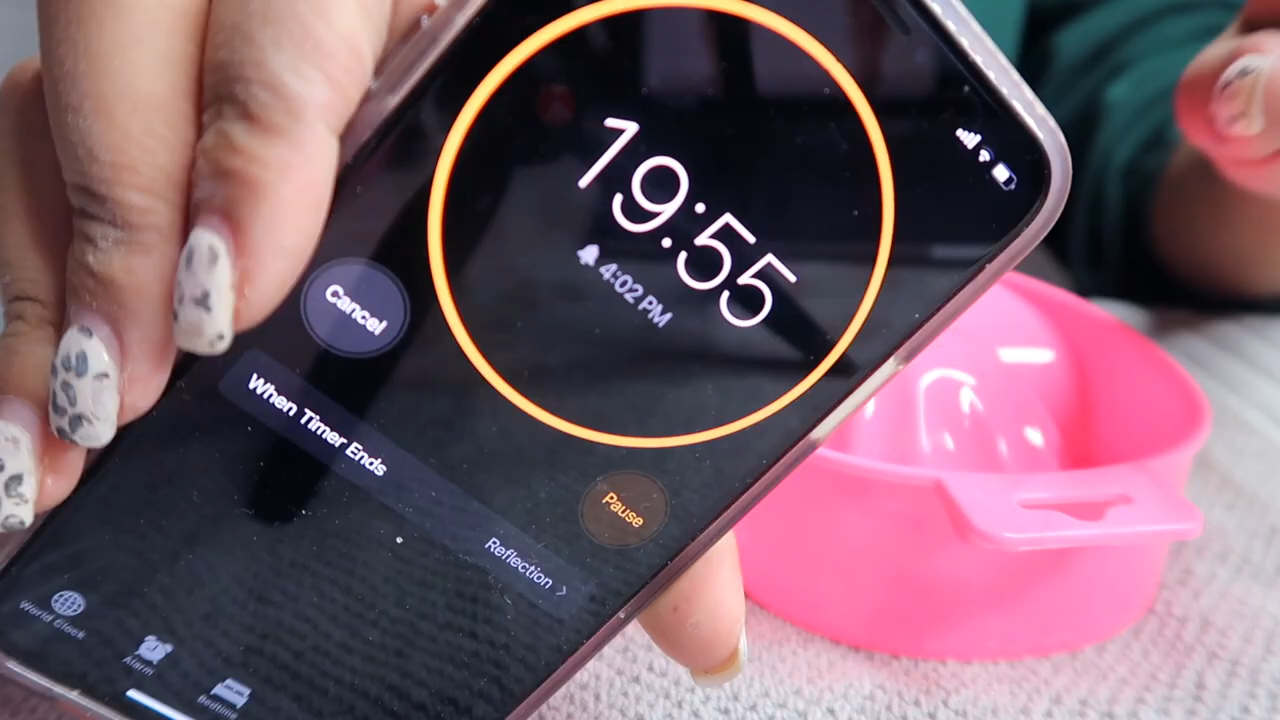 19:55
4:02 PM
Cancel
Pause
When Timer Ends
Reflection >
World Clock
Alarm
Bedtime